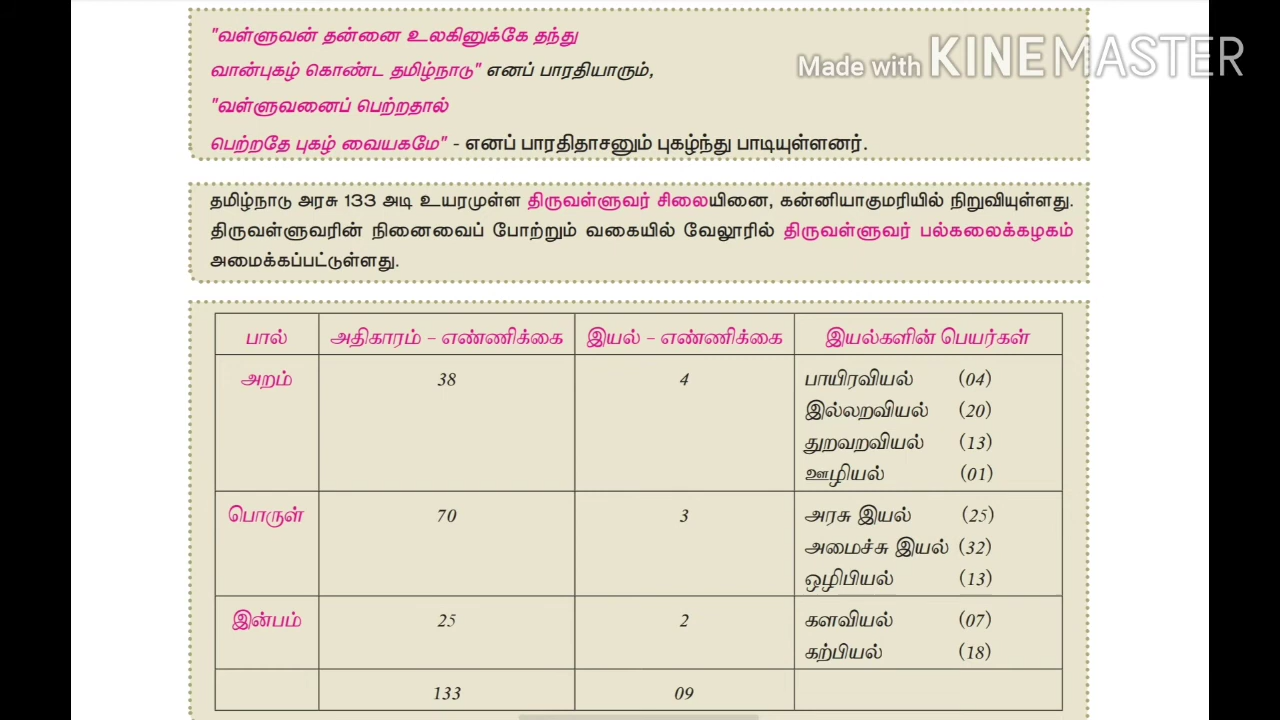 "வள்ளுவன் தன்னை உலகினுக்கே தந்து
Made with KINEMASTER
வான்புகழ் கொண்ட தமிழ்நாடு" எனப் பாரதியாரும்,
"வள்ளுவனைப் பெற்றதால்
பெற்றதே புகழ் வையகமே" - எனப் பாரதிதாசனும் புகழ்ந்து பாடியுள்ளனர்.
தமிழ்நாடு அரசு 133 அடி உயரமுள்ள திருவள்ளுவர் சிலையினை, கன்னியாகுமரியில் நிறுவியுள்ளது.
திருவள்ளுவரின் நினைவைப் போற்றும் வகையில் வேலூரில் திருவள்ளுவர் பல்கலைக்கழகம்
அமைக்கப்பட்டுள்ளது.
பால் அதிகாரம் – எண்ணிக்கை இயல் – எண்ணிக்கை இயல்களின் பெயர்கள்
அறம் 38 4 பாயிரவியல் (04)
இல்லறவியல் (20)
துறவறவியல் (13)
ஊழியல் (01)
பொருள் 70 3 அரசு இயல் (25)
அமைச்சு இயல் (32)
ஒழிபியல் (13)
இன்பம் 25 2 களவியல் (07)
கற்பியல் (18)
133 09